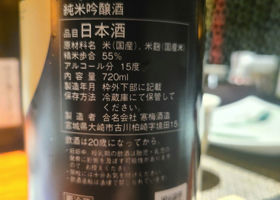 純米吟醸酒
品目 日本酒
原材料名 米(国産)、米麹(国産米)
精米歩合 55%
アルコール分 15度
内容量 720ml
製造年月 枠外下部に記載
保存方法 冷蔵庫にて保管して
ください。
製造者 合名会社 寒梅酒造
宮城県大崎市古川柏崎字境田15
飲酒は20歳になってから。